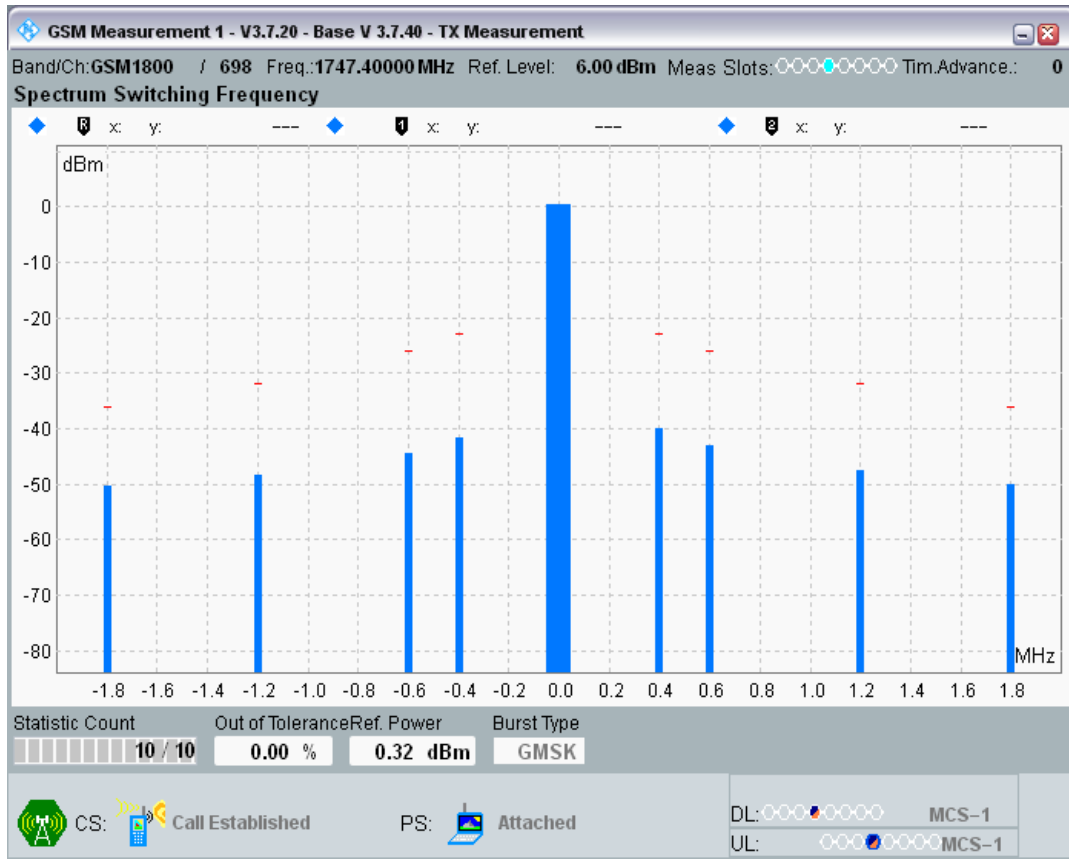 GSM Measurement 1 - V3.7.20 - Base V 3.7.40 - TX Measurement
Band/Ch:GSM1800 / 698 Freq.:1747.40000 MHz Ref. Level: 6.00 dBm Meas Slots: Tim.Advance.: 0
Spectrum Switching Frequency
R x: y: --- 1 x: y: --- 2 x: y: ---
dBm
0
-10
-20
-30
-40
-50
-60
-70
-80
MHz
-1.8 -1.6 -1.4 -1.2 -1.0 -0.8 -0.6 -0.4 -0.2 0.0 0.2 0.4 0.6 0.8 1.0 1.2 1.4 1.6 1.8
Statistic Count Out of Tolerance Ref. Power Burst Type
10 / 10 0.00 % 0.32 dBm GMSK
CS: Call Established PS: Attached
DL: MCS-1
UL: MCS-1